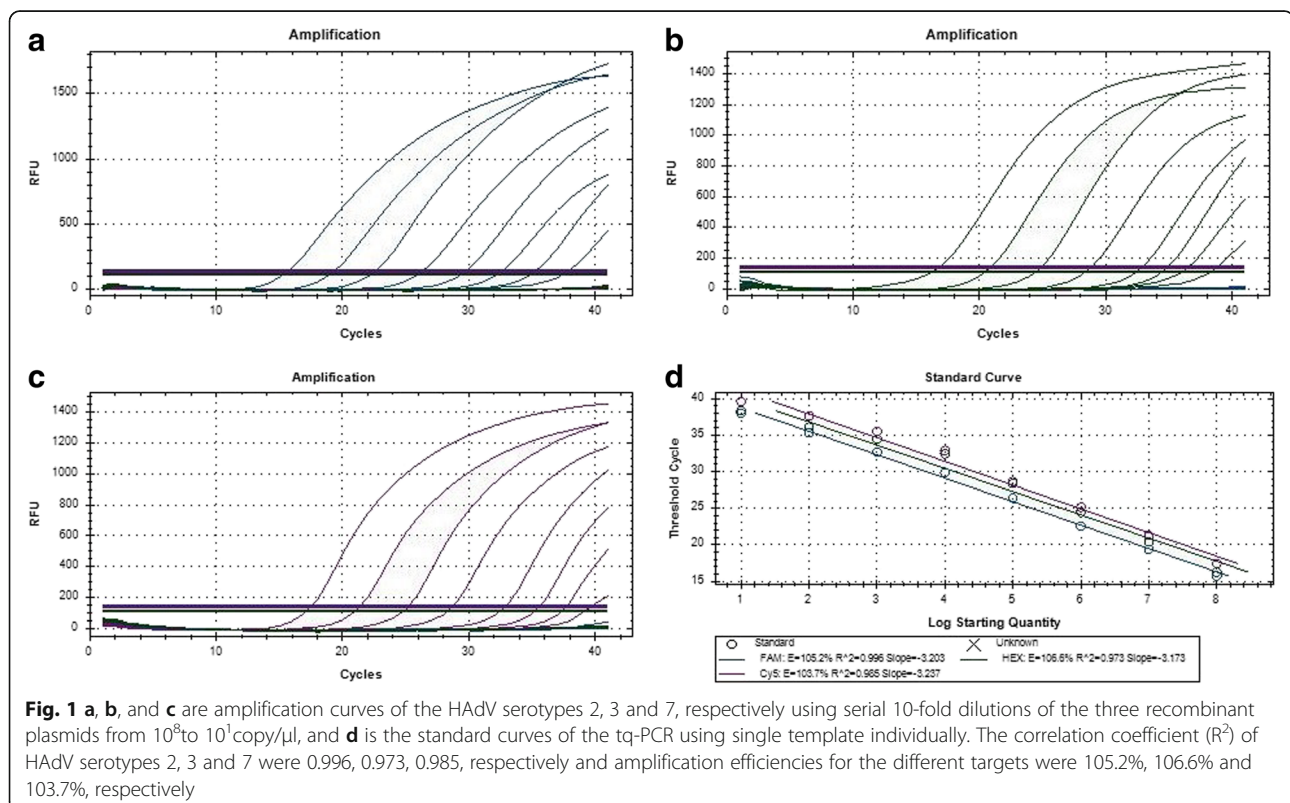 a
Amplification
RFU
1500
1000
500
0
0 10 20 30 40
Cycles
b
Amplification
RFU
1400
1200
1000
800
600
400
200
0
0 10 20 30 40
Cycles
c
Amplification
RFU
1400
1200
1000
800
600
400
200
0
0 10 20 30 40
Cycles
d
Standard Curve
Threshold Cycle
40
35
30
25
20
15
1 2 3 4 5 6 7 8
Log Starting Quantity
Standard Unknown
FAM: E=105.2% R^2=0.996 Slope=-3.203 HEX: E=106.6% R^2=0.973 Slope=-3.173
Cy5: E=103.7% R^2=0.985 Slope=-3.237
Fig. 1 a, b, and c are amplification curves of the HAdV serotypes 2, 3 and 7, respectively using serial 10-fold dilutions of the three recombinant
plasmids from 10⁸to 10¹copy/μl, and d is the standard curves of the tq-PCR using single template individually. The correlation coefficient (R²) of
HAdV serotypes 2, 3 and 7 were 0.996, 0.973, 0.985, respectively and amplification efficiencies for the different targets were 105.2%, 106.6% and
103.7%, respectively